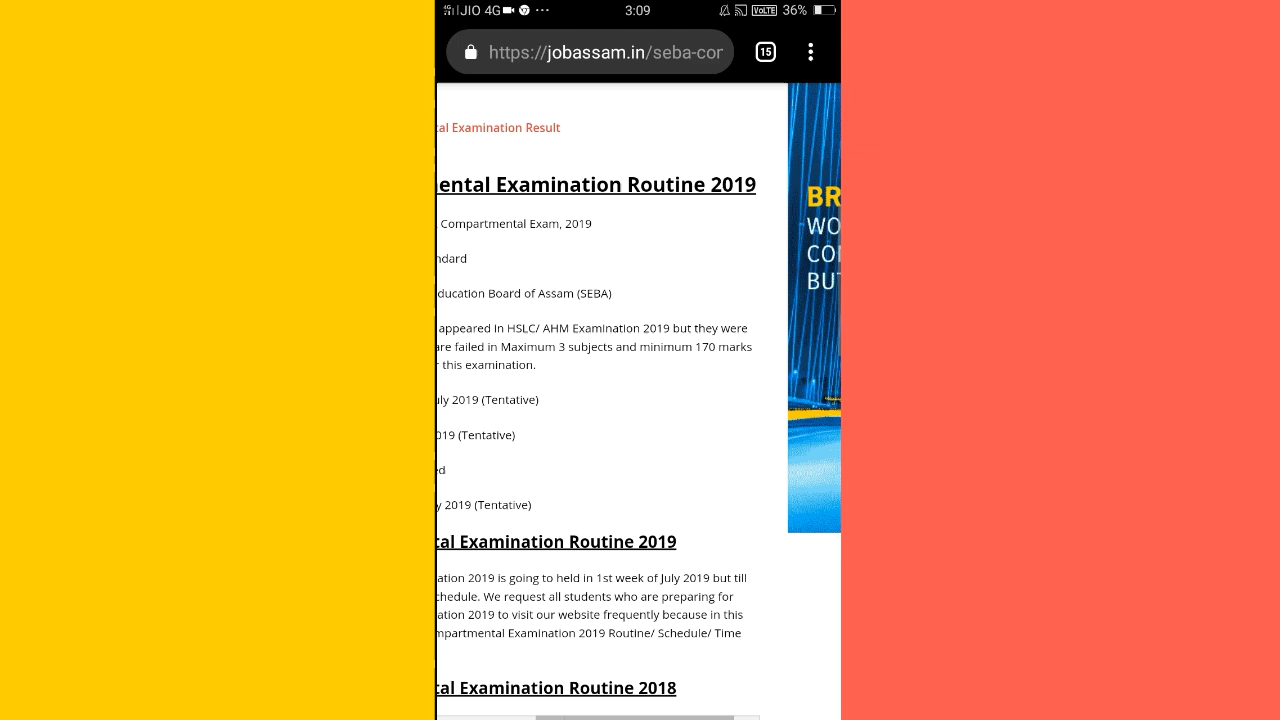 JIO 4G ··· 3:09 VoLTE 36%
https://jobassam.in/seba-cor 15
tal Examination Result
ental Examination Routine 2019
Compartmental Exam, 2019
ndard
ducation Board of Assam (SEBA)
appeared in HSLC/ AHM Examination 2019 but they were
are failed in Maximum 3 subjects and minimum 170 marks
r this examination.
uly 2019 (Tentative)
019 (Tentative)
ed
y 2019 (Tentative)
tal Examination Routine 2019
ation 2019 is going to held in 1st week of July 2019 but till
chedule. We request all students who are preparing for
ation 2019 to visit our website frequently because in this
mpartmental Examination 2019 Routine/ Schedule/ Time
tal Examination Routine 2018
BR
WO
CO
BUT